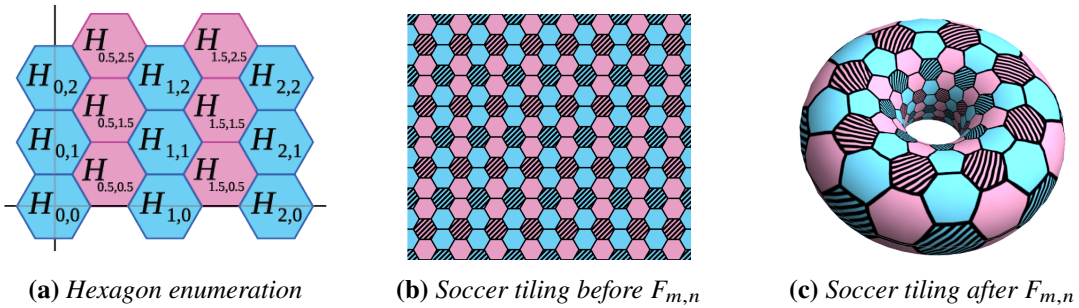 H0.5,2.5 H1.5,2.5
H0,2 H1,2 H2,2
H0.5,1.5 H1.5,1.5
H0,1 H1,1 H2,1
H0.5,0.5 H1.5,0.5
H0,0 H1,0 H2,0
(a) Hexagon enumeration
(b) Soccer tiling before Fm,n
(c) Soccer tiling after Fm,n